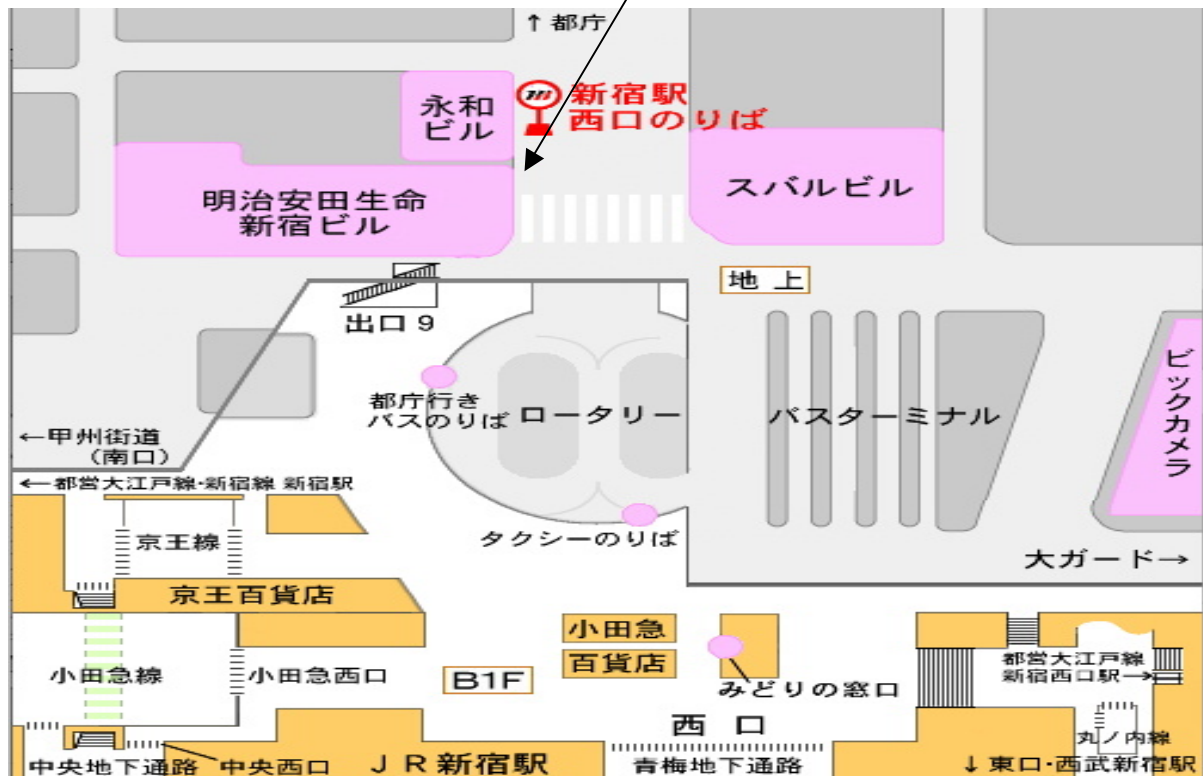 ↑都庁
新宿駅
西口のりば
永和
ビル
明治安田生命
新宿ビル
スバルビル
地上
出口9
都庁行き
バスのりば
ロータリー
バスターミナル
ビックカメラ
←甲州街道
(南口)
←都営大江戸線・新宿線 新宿駅
京王線
タクシーのりば
大ガード→
京王百貨店
小田急
百貨店
小田急線
小田急西口
B1F
みどりの窓口
都営大江戸線
新宿西口駅→
西口
丸ノ内線
中央地下通路
中央西口
JR新宿駅
青梅地下通路
↓東口・西武新宿駅